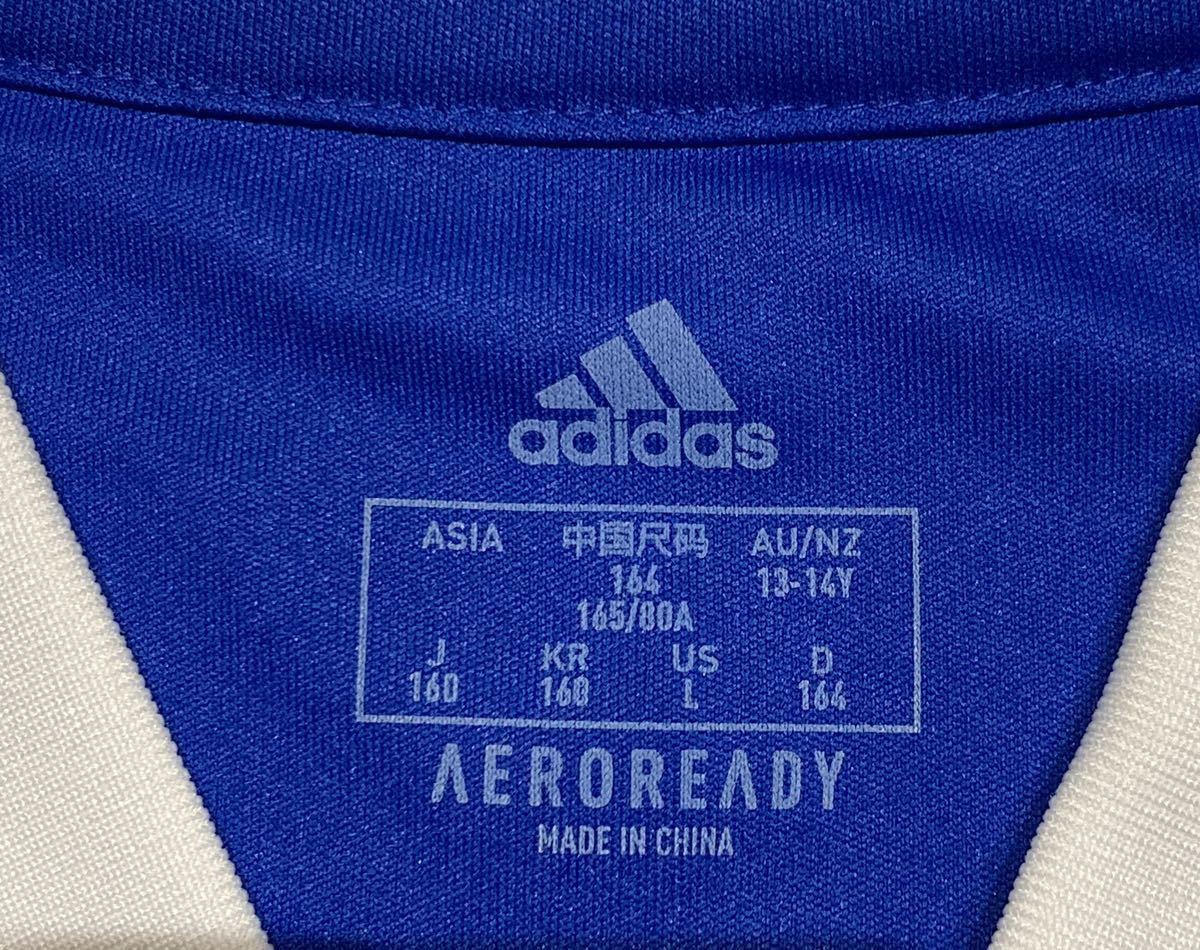 adidas
ASIA 中国尺码 AU/NZ
164 13-14Y
165/80A
J KR US D
160 160 L 164
AEROREADY
MADE IN CHINA